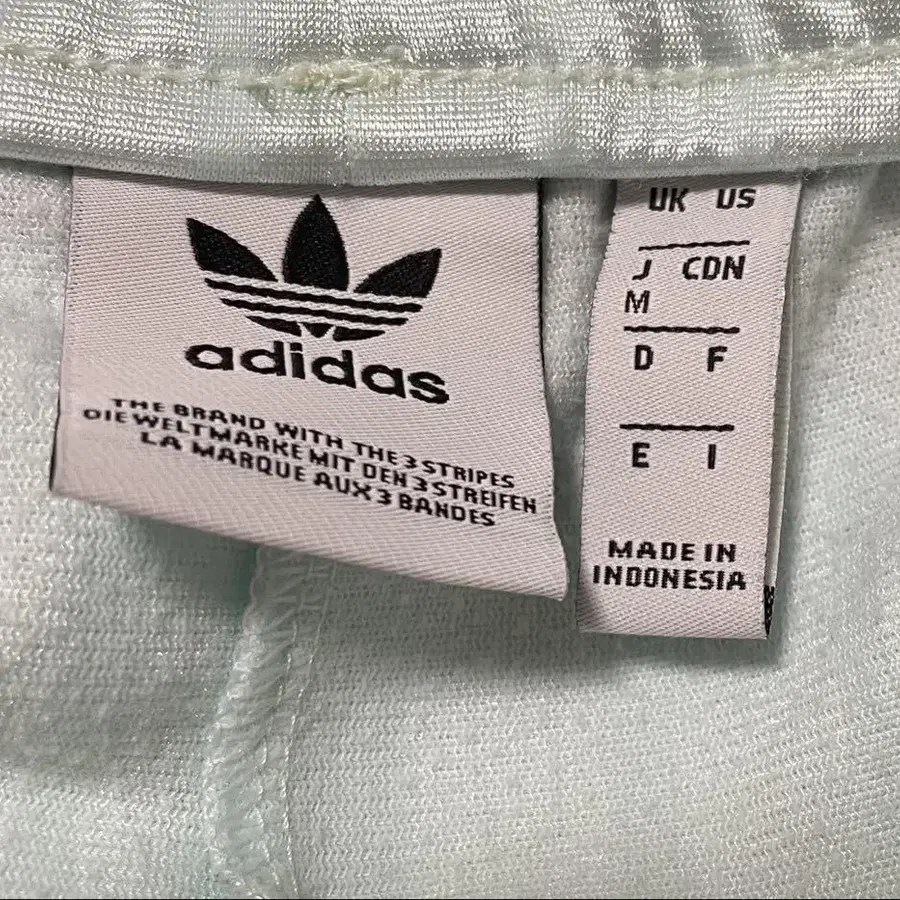 adidas
THE BRAND WITH THE 3 STRIPES
DIE WELTMARKE MIT DEN 3 STREIFEN
LA MARQUE AUX 3 BANDES
UK US
J CDN
M
D F
E I
MADE IN
INDONESIA